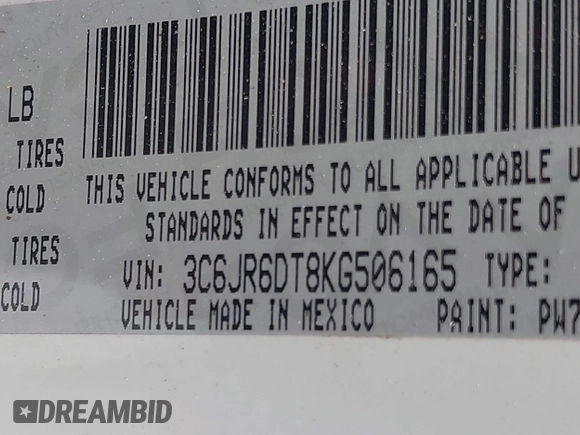 LB
TIRES
COLD
TIRES
COLD
THIS VEHICLE CONFORMS TO ALL APPLICABLE U
STANDARDS IN EFFECT ON THE DATE OF
VIN: 3C6JR6DT8KG506165 TYPE:
VEHICLE MADE IN MEXICO PAINT: PW7
DREAMBID